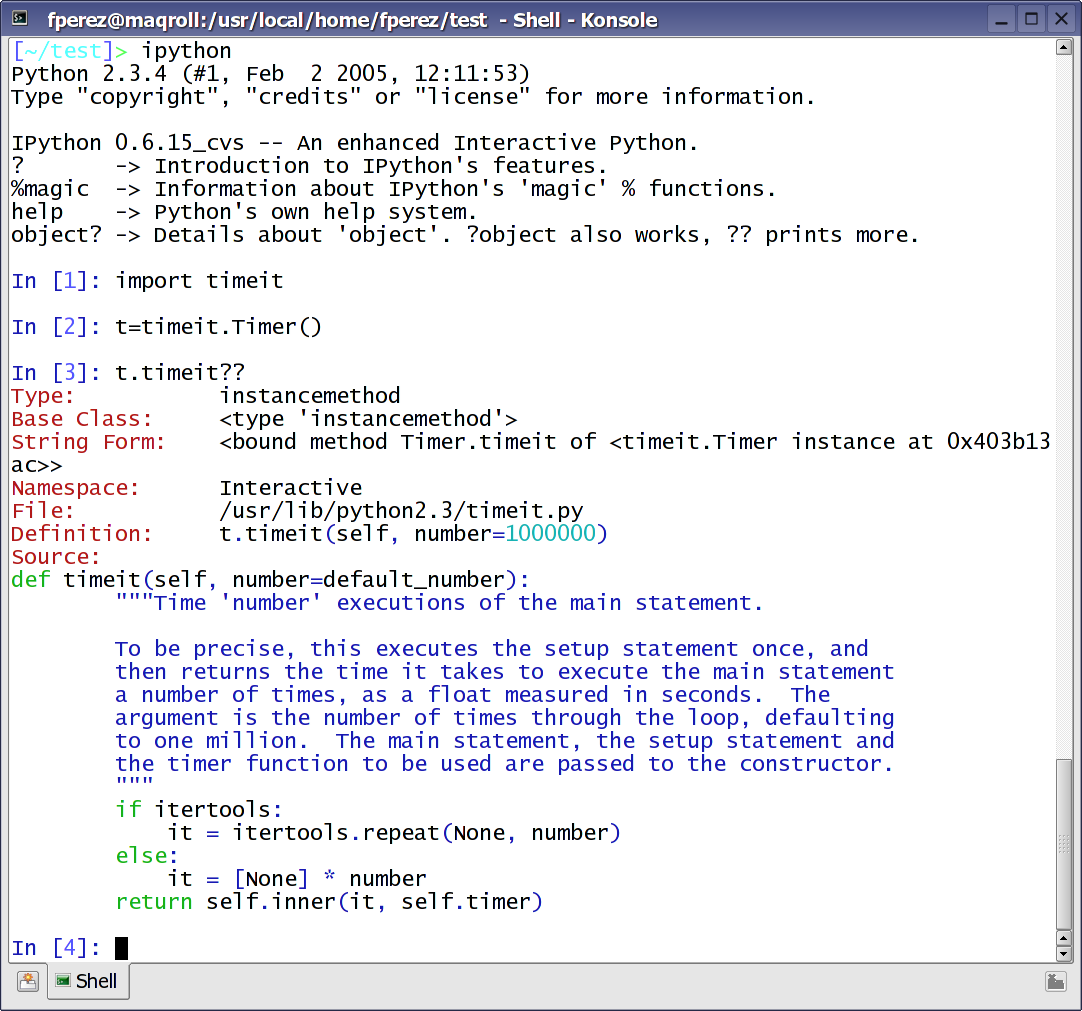 fperez@maqroll:/usr/local/home/fperez/test - Shell - Konsole
[~/test]> ipython
Python 2.3.4 (#1, Feb  2 2005, 12:11:53)
Type "copyright", "credits" or "license" for more information.

IPython 0.6.15_cvs -- An enhanced Interactive Python.
?       -> Introduction to IPython's features.
%magic  -> Information about IPython's 'magic' % functions.
help    -> Python's own help system.
object? -> Details about 'object'. ?object also works, ?? prints more.

In [1]: import timeit

In [2]: t=timeit.Timer()

In [3]: t.timeit??
Type:           instancemethod
Base Class:     <type 'instancemethod'>
String Form:    <bound method Timer.timeit of <timeit.Timer instance at 0x403b13
ac>>
Namespace:      Interactive
File:           /usr/lib/python2.3/timeit.py
Definition:     t.timeit(self, number=1000000)
Source:
def timeit(self, number=default_number):
        """Time 'number' executions of the main statement.

        To be precise, this executes the setup statement once, and
        then returns the time it takes to execute the main statement
        a number of times, as a float measured in seconds.  The
        argument is the number of times through the loop, defaulting
        to one million.  The main statement, the setup statement and
        the timer function to be used are passed to the constructor.
        """
        if itertools:
            it = itertools.repeat(None, number)
        else:
            it = [None] * number
        return self.inner(it, self.timer)

In [4]:
Shell